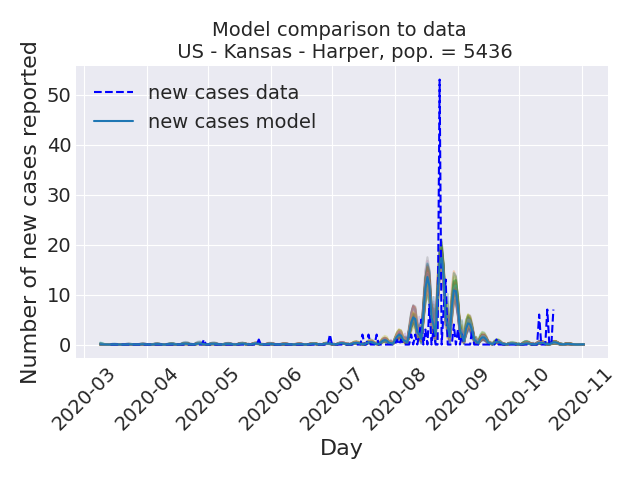 Model comparison to data
US - Kansas - Harper, pop. = 5436
new cases data
new cases model
Number of new cases reported
50
40
30
20
10
0
2020-03
2020-04
2020-05
2020-06
2020-07
2020-08
2020-09
2020-10
2020-11
Day